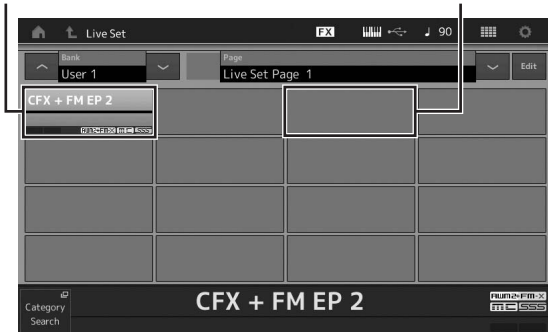 Live Set
FX
90
Bank
User 1
Page
Live Set Page 1
Edit
CFX + FM EP 2
AWM2+FM-X MC SSS
Category
Search
CFX + FM EP 2
AWM2+FM-X
MC SSS